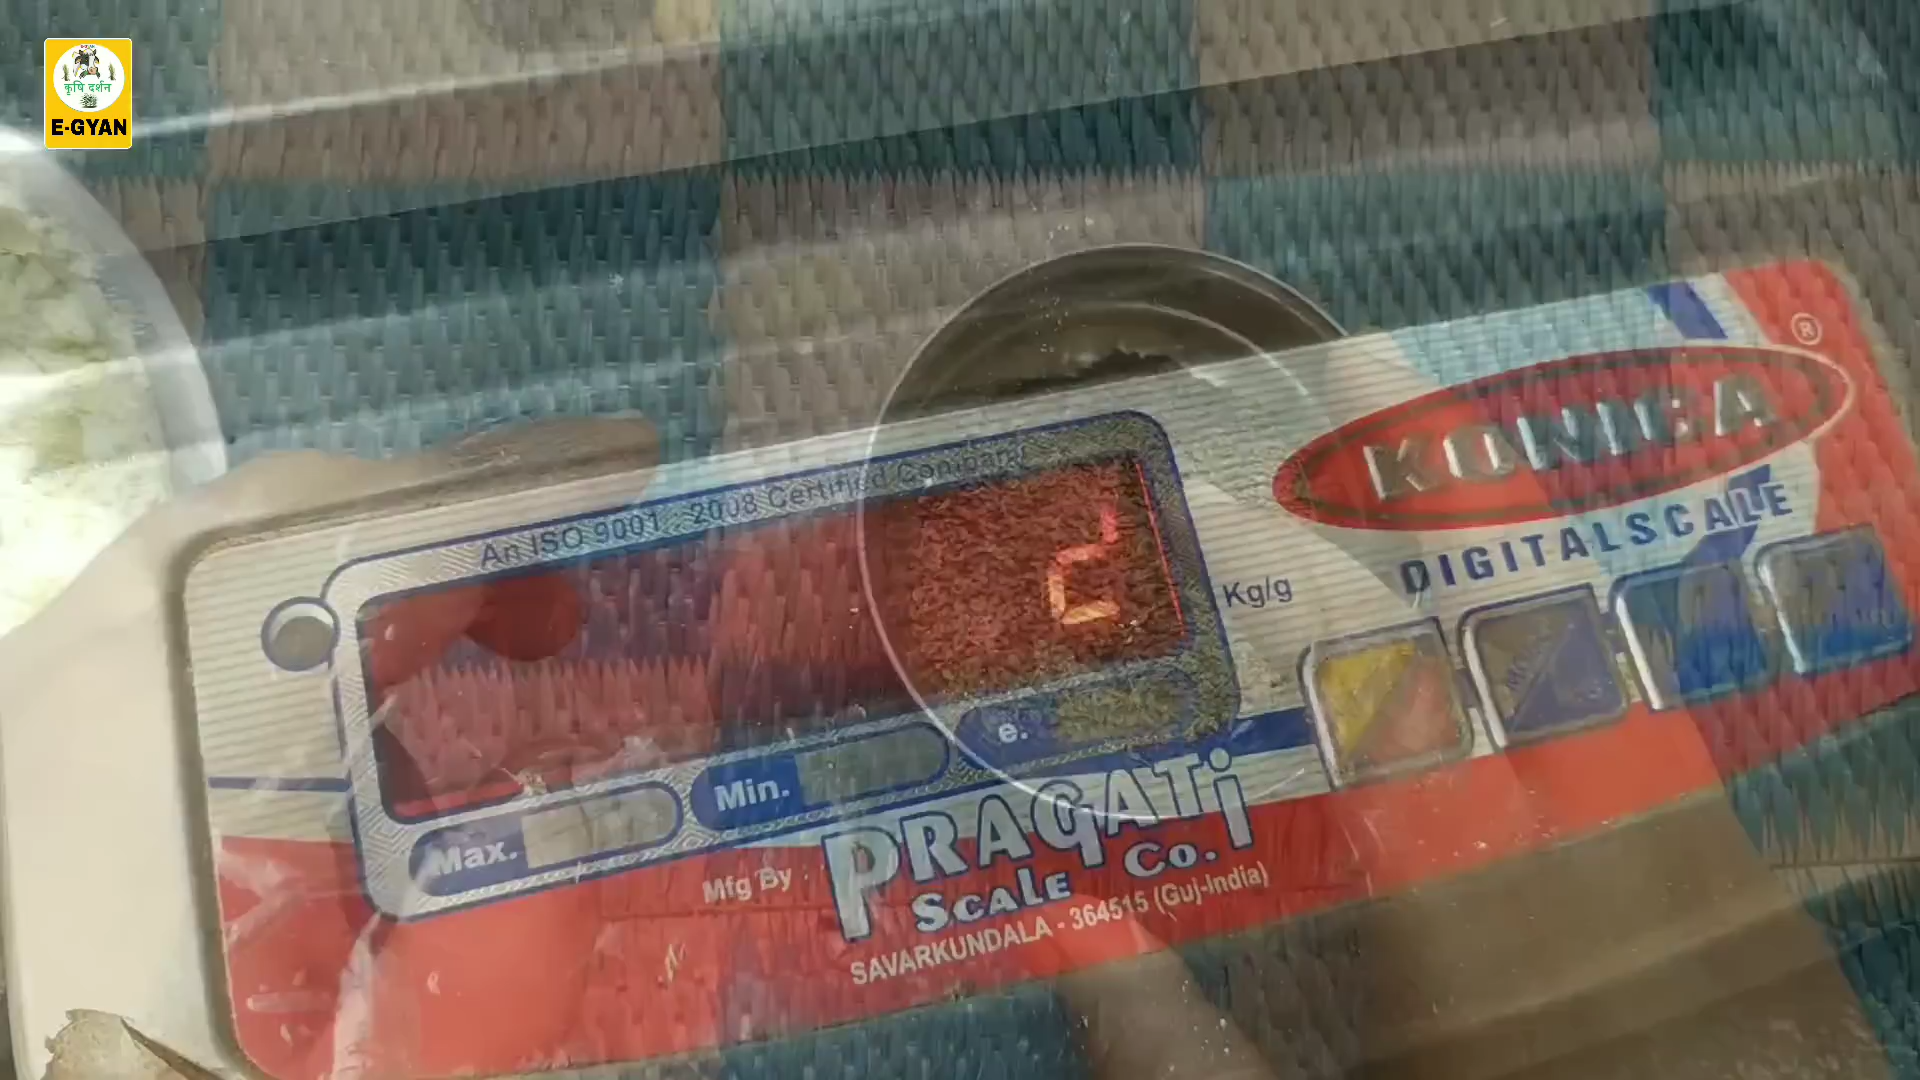 कृषि दर्शन
E-GYAN
An ISO 9001 : 2008 Certified Company
KONICA ®
DIGITALSCALE
2
Kg/g
Max.
Min.
e:
Mfg By :
PRAGATi
SCALE Co.
SAVARKUNDALA - 364515 (Guj-India)